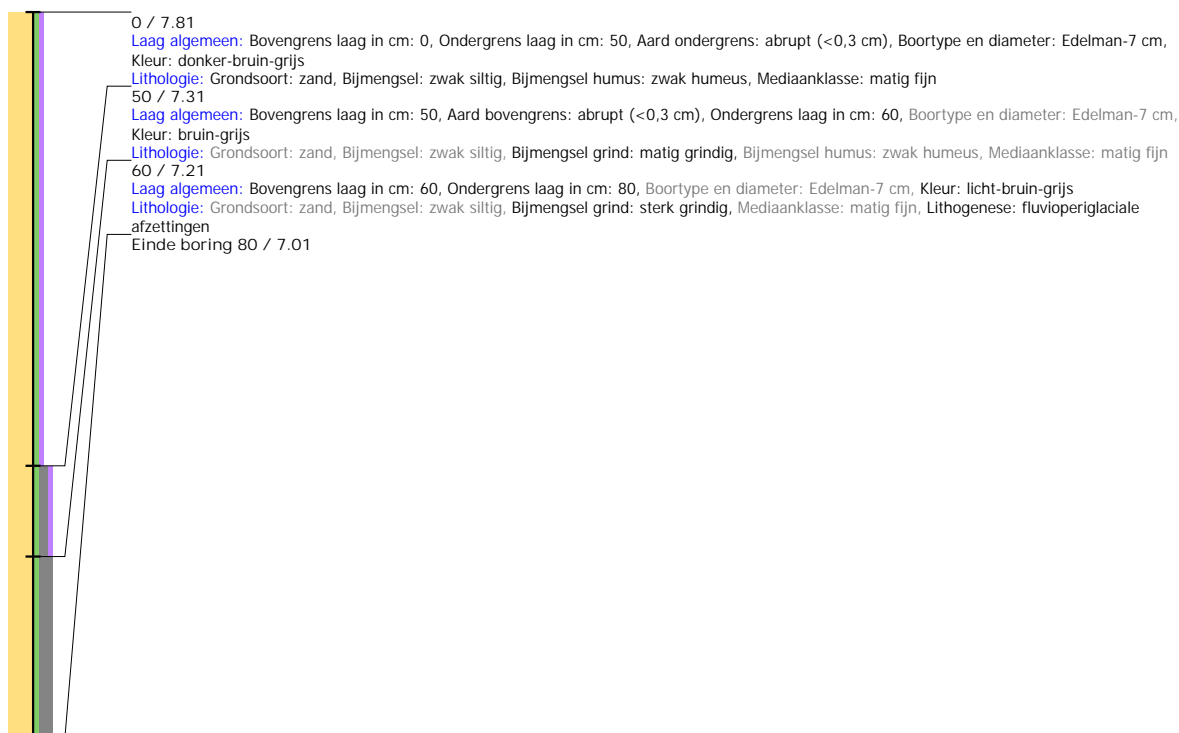 0 / 7.81
Laag algemeen: Bovengrens laag in cm: 0, Ondergrens laag in cm: 50, Aard ondergrens: abrupt (<0,3 cm), Boortype en diameter: Edelman-7 cm,
Kleur: donker-bruin-grijs
Lithologie: Grondsoort: zand, Bijmengsel: zwak siltig, Bijmengsel humus: zwak humeus, Mediaanklasse: matig fijn
50 / 7.31
Laag algemeen: Bovengrens laag in cm: 50, Aard bovengrens: abrupt (<0,3 cm), Ondergrens laag in cm: 60, Boortype en diameter: Edelman-7 cm,
Kleur: bruin-grijs
Lithologie: Grondsoort: zand, Bijmengsel: zwak siltig, Bijmengsel grind: matig grindig, Bijmengsel humus: zwak humeus, Mediaanklasse: matig fijn
60 / 7.21
Laag algemeen: Bovengrens laag in cm: 60, Ondergrens laag in cm: 80, Boortype en diameter: Edelman-7 cm, Kleur: licht-bruin-grijs
Lithologie: Grondsoort: zand, Bijmengsel: zwak siltig, Bijmengsel grind: sterk grindig, Mediaanklasse: matig fijn, Lithogenese: fluvioperiglaciale
afzettingen
Einde boring 80 / 7.01